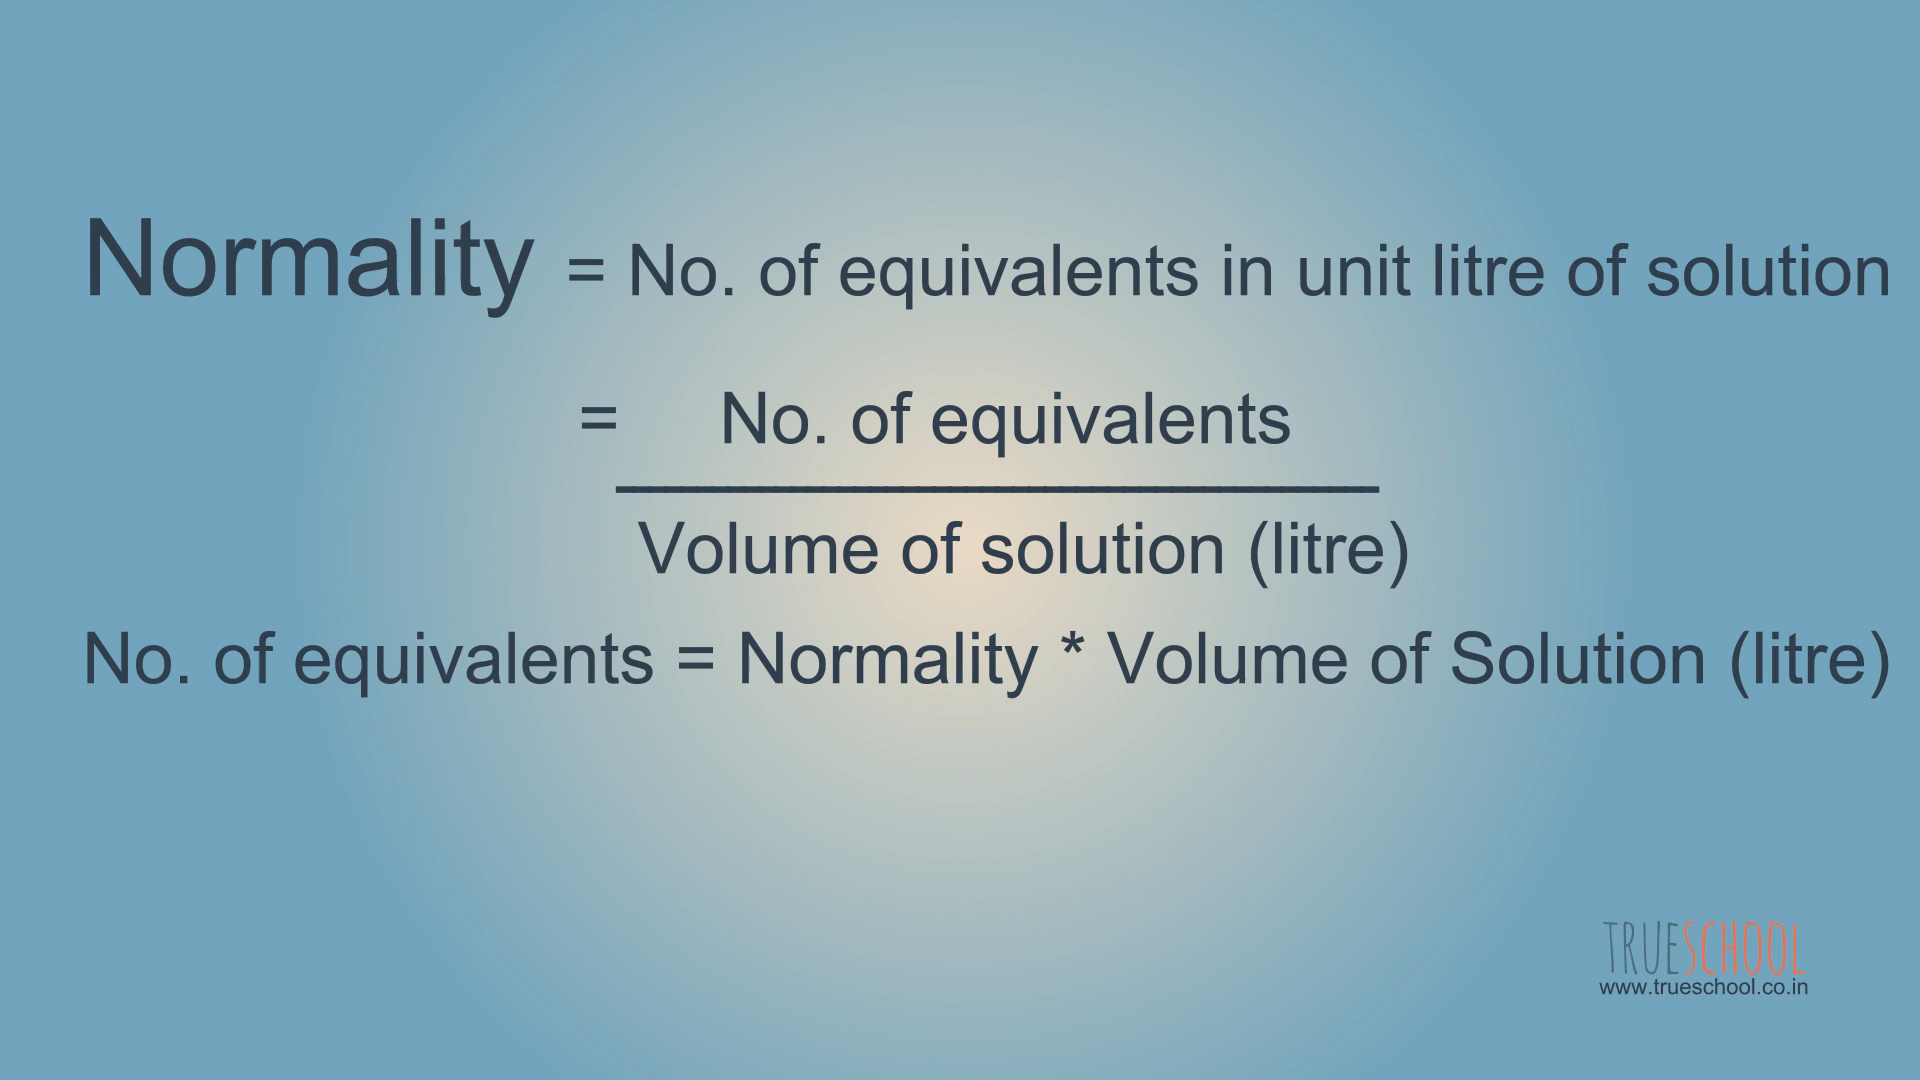 Normality = No. of equivalents in unit litre of solution
= No. of equivalents
Volume of solution (litre)
No. of equivalents = Normality * Volume of Solution (litre)
TRUESCHOOL
www.trueschool.co.in